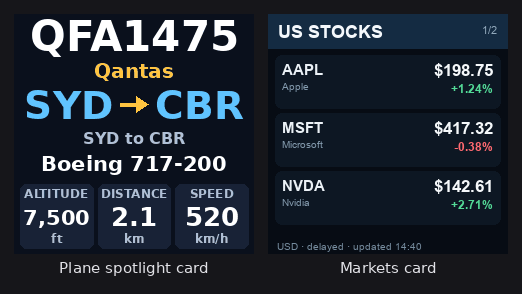 QFA1475
Qantas
SYD → CBR
SYD to CBR
Boeing 717-200
ALTITUDE DISTANCE SPEED
7,500 2.1 520
ft km km/h
Plane spotlight card
US STOCKS 1/2
AAPL $198.75
Apple +1.24%
MSFT $417.32
Microsoft -0.38%
NVDA $142.61
Nvidia +2.71%
USD · delayed · updated 14:40
Markets card